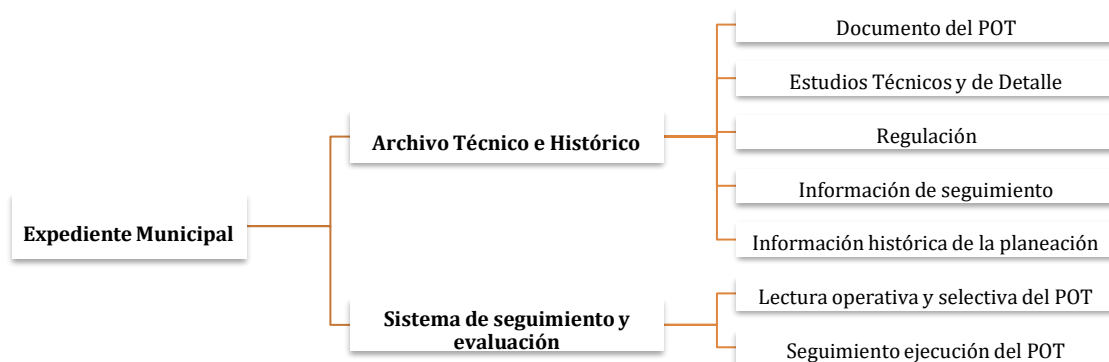 Expediente Municipal
Archivo Técnico e Histórico
Documento del POT
Estudios Técnicos y de Detalle
Regulación
Información de seguimiento
Información histórica de la planeación
Sistema de seguimiento y
evaluación
Lectura operativa y selectiva del POT
Seguimiento ejecución del POT